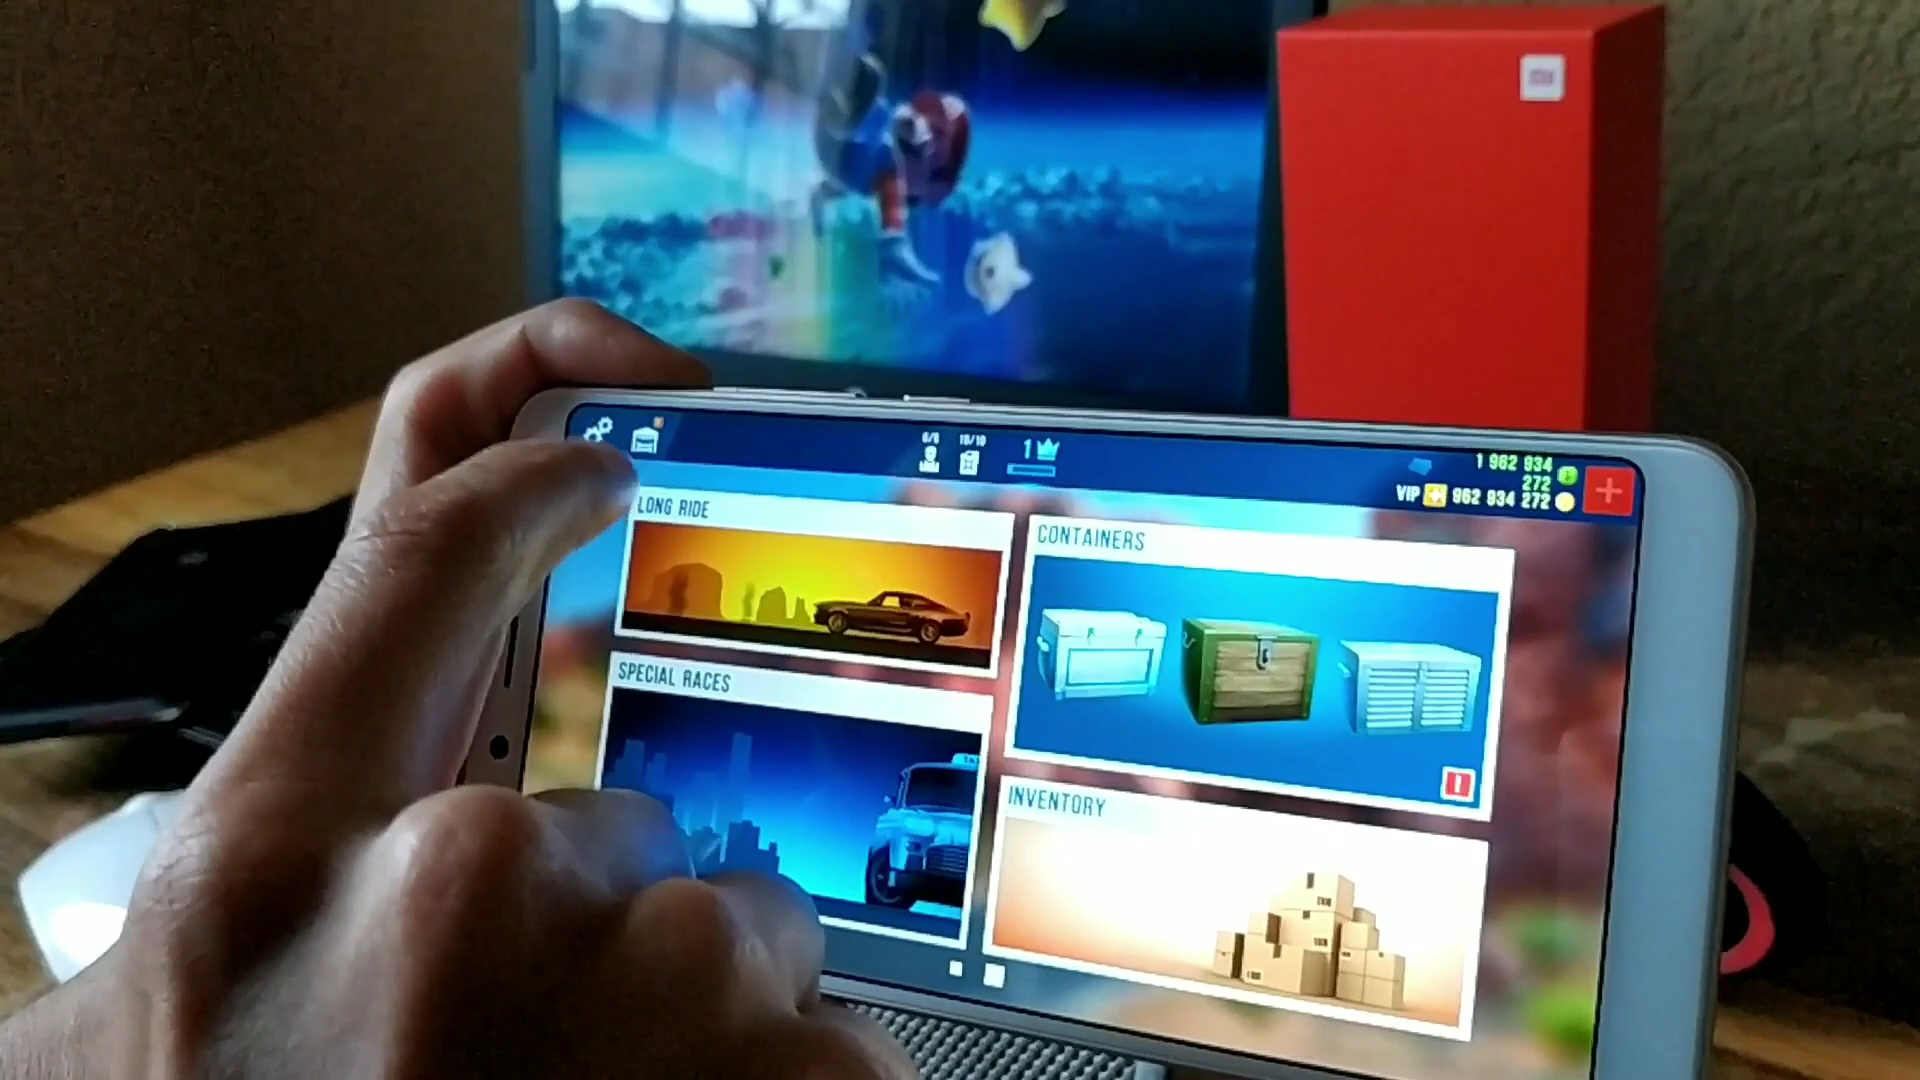 mi
6/6
10/10
1
1 962 934
272
VIP
962 934 272
LONG RIDE
CONTAINERS
SPECIAL RACES
TAXI
INVENTORY